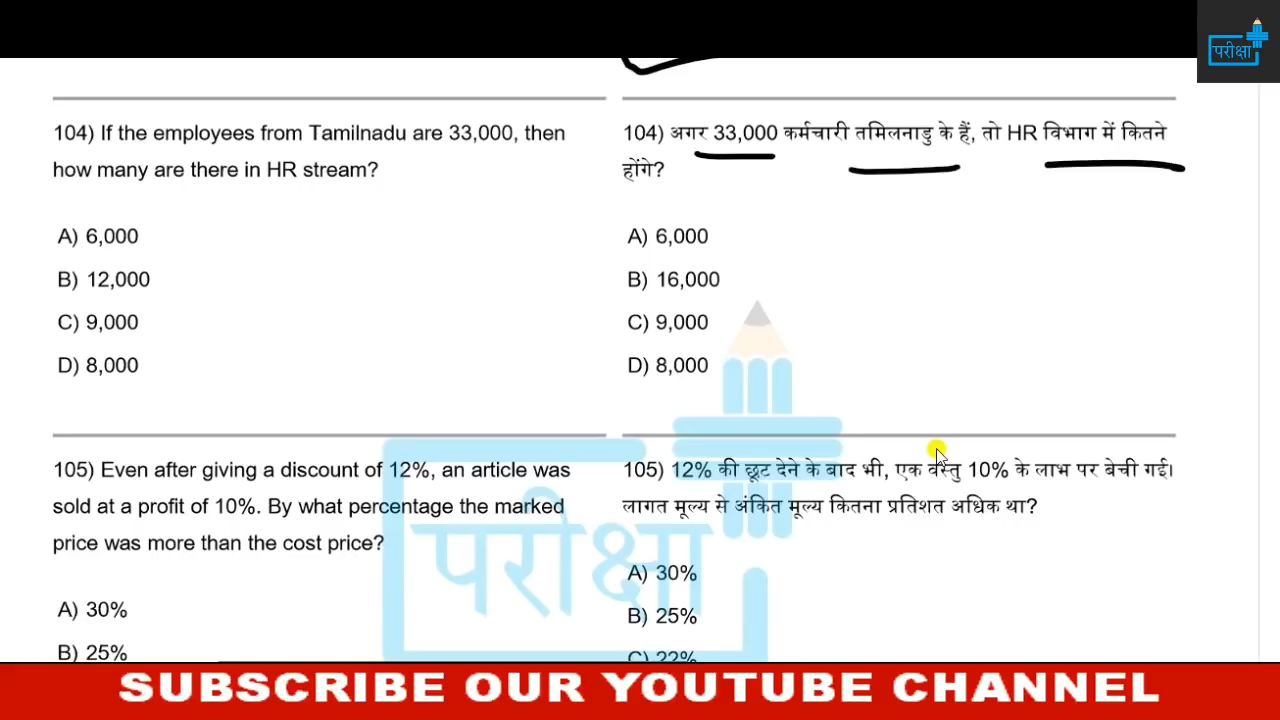 परीक्षा
104) If the employees from Tamilnadu are 33,000, then
how many are there in HR stream?
A) 6,000
B) 12,000
C) 9,000
D) 8,000
104) अगर 33,000 कर्मचारी तमिलनाडु के हैं, तो HR विभाग में कितने
होंगे?
A) 6,000
B) 16,000
C) 9,000
D) 8,000
105) Even after giving a discount of 12%, an article was
sold at a profit of 10%. By what percentage the marked
price was more than the cost price?
A) 30%
B) 25%
105) 12% की छूट देने के बाद भी, एक वस्तु 10% के लाभ पर बेची गई।
लागत मूल्य से अंकित मूल्य कितना प्रतिशत अधिक था?
A) 30%
B) 25%
C) 22%
परीक्षा
SUBSCRIBE OUR YOUTUBE CHANNEL